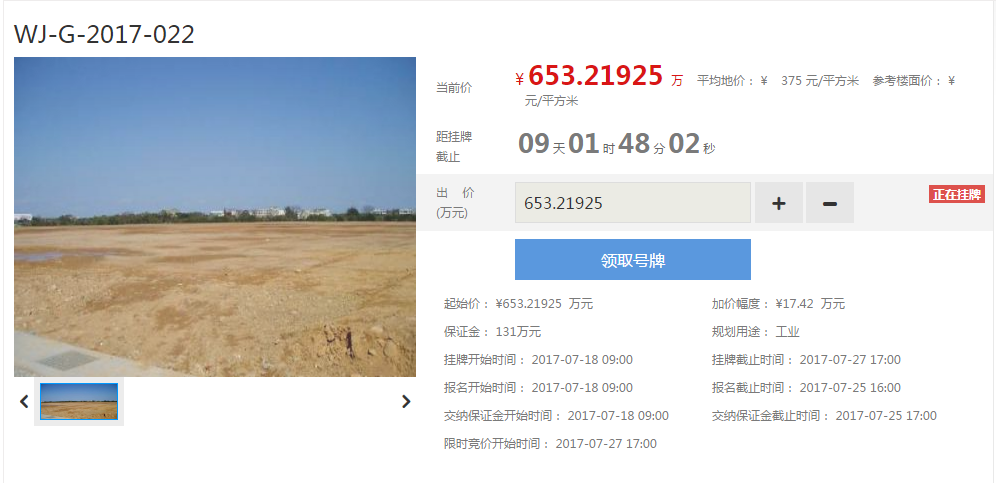 WJ-G-2017-022
当前价 ¥ 653.21925 万 平均地价： ¥ 375 元/平方米 参考楼面价： ¥
元/平方米
距挂牌
截止
09 天 01 时 48 分 02 秒
出 价
(万元)
653.21925 + −
正在挂牌
领取号牌
起始价： ¥653.21925 万元 加价幅度： ¥17.42 万元
保证金： 131万元 规划用途： 工业
挂牌开始时间： 2017-07-18 09:00 挂牌截止时间： 2017-07-27 17:00
报名开始时间： 2017-07-18 09:00 报名截止时间： 2017-07-25 16:00
交纳保证金开始时间： 2017-07-18 09:00 交纳保证金截止时间： 2017-07-25 17:00
限时竞价开始时间： 2017-07-27 17:00